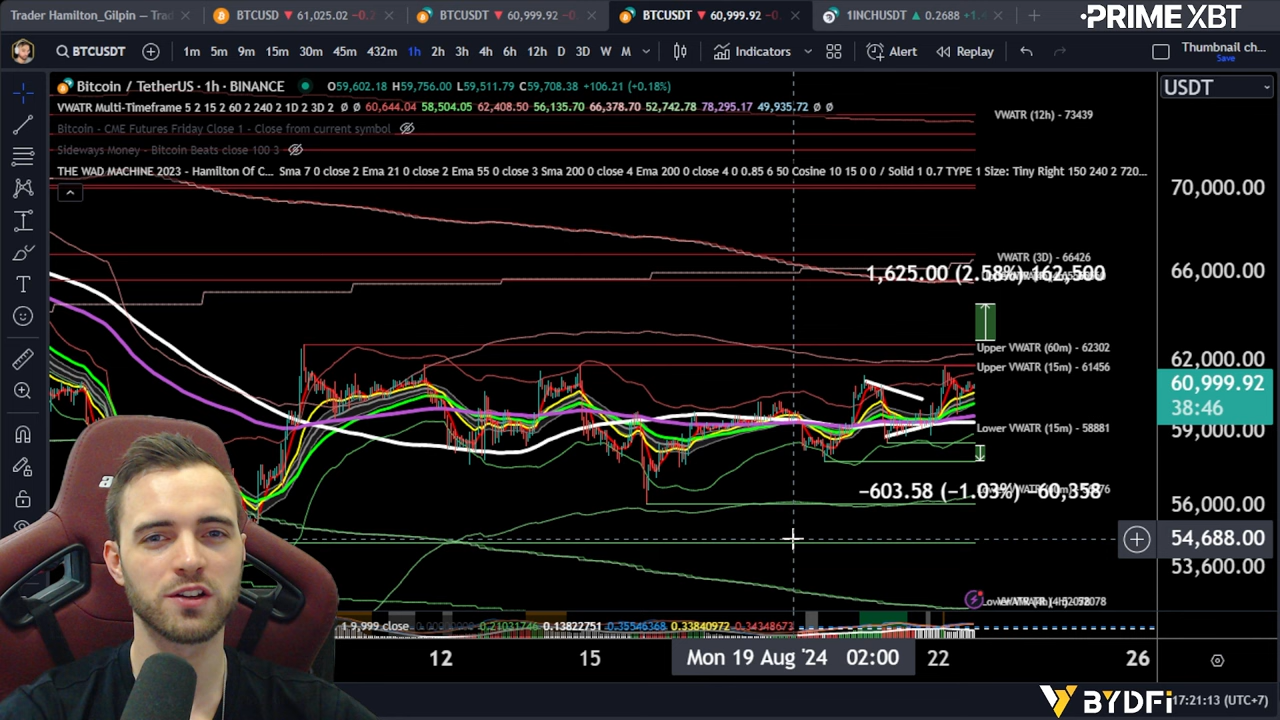 Trader Hamilton_Gilpin — Trad
BTCUSD ▼ 61,025.02 −0.2
BTCUSDT ▼ 60,999.92 −0.
BTCUSDT ▼ 60,999.92 −0
1INCHUSDT ▲ 0.2688 +1.
PRIME XBT
BTCUSDT
1m 5m 9m 15m 30m 45m 432m 1h 2h 3h 4h 6h 12h D 3D W M
Indicators
Alert
Replay
Thumbnail ch...
Save
Bitcoin / TetherUS · 1h · BINANCE
O59,602.18 H59,756.00 L59,511.79 C59,708.38 +106.21 (+0.18%)
USDT
VWATR Multi-Timeframe 5 2 15 2 60 2 240 2 1D 2 3D 2 ∅ ∅ 60,644.04 58,504.05 62,408.50 56,135.70 66,378.70 52,742.78 78,295.17 49,935.72 ∅ ∅
VWATR (12h) - 73439
Bitcoin - CME Futures Friday Close 1 - Close from current symbol
Sideways Money - Bitcoin Beats close 100 3
THE WAD MACHINE 2023 - Hamilton Of C... Sma 7 0 close 2 Ema 21 0 close 2 Ema 55 0 close 3 Sma 200 0 close 4 Ema 200 0 close 4 0 0.85 6 50 Cosine 10 15 0 0 / Solid 1 0.7 TYPE 1 Size: Tiny Right 150 240 2 720...
70,000.00
VWATR (3D) - 66426
1,625.00 (2.58%) 162,500
66,000.00
Upper VWATR (60m) - 62302
62,000.00
Upper VWATR (15m) - 61456
60,999.92
38:46
Lower VWATR (15m) - 58881
59,000.00
−603.58 (−1.03%) −60,358
56,000.00
54,688.00
53,600.00
1 9,999 close
0.21031746 0.13822751 0.35546368 0.33840972 0.34348673
12
15
Mon 19 Aug '24 02:00
22
26
BYDFi
17:21:13 (UTC+7)